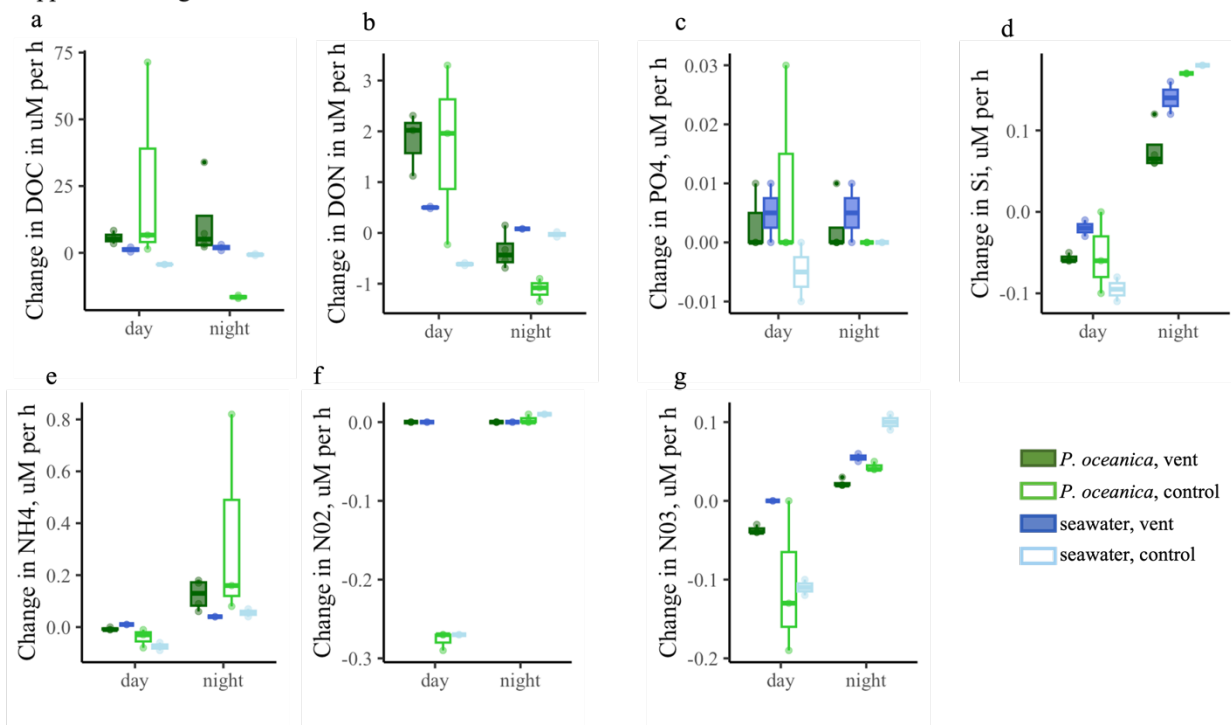 a
Change in DOC in uM per h
75
50
25
0
day night
b
Change in DON in uM per h
3
2
1
0
-1
day night
c
Change in PO4, uM per h
0.03
0.02
0.01
0.00
-0.01
day night
d
Change in Si, uM per h
0.1
0.0
-0.1
day night
e
Change in NH4, uM per h
0.8
0.6
0.4
0.2
0.0
day night
f
Change in N02, uM per h
0.0
-0.1
-0.2
-0.3
day night
g
Change in N03, uM per h
0.1
0.0
-0.1
-0.2
day night
P. oceanica, vent
P. oceanica, control
seawater, vent
seawater, control